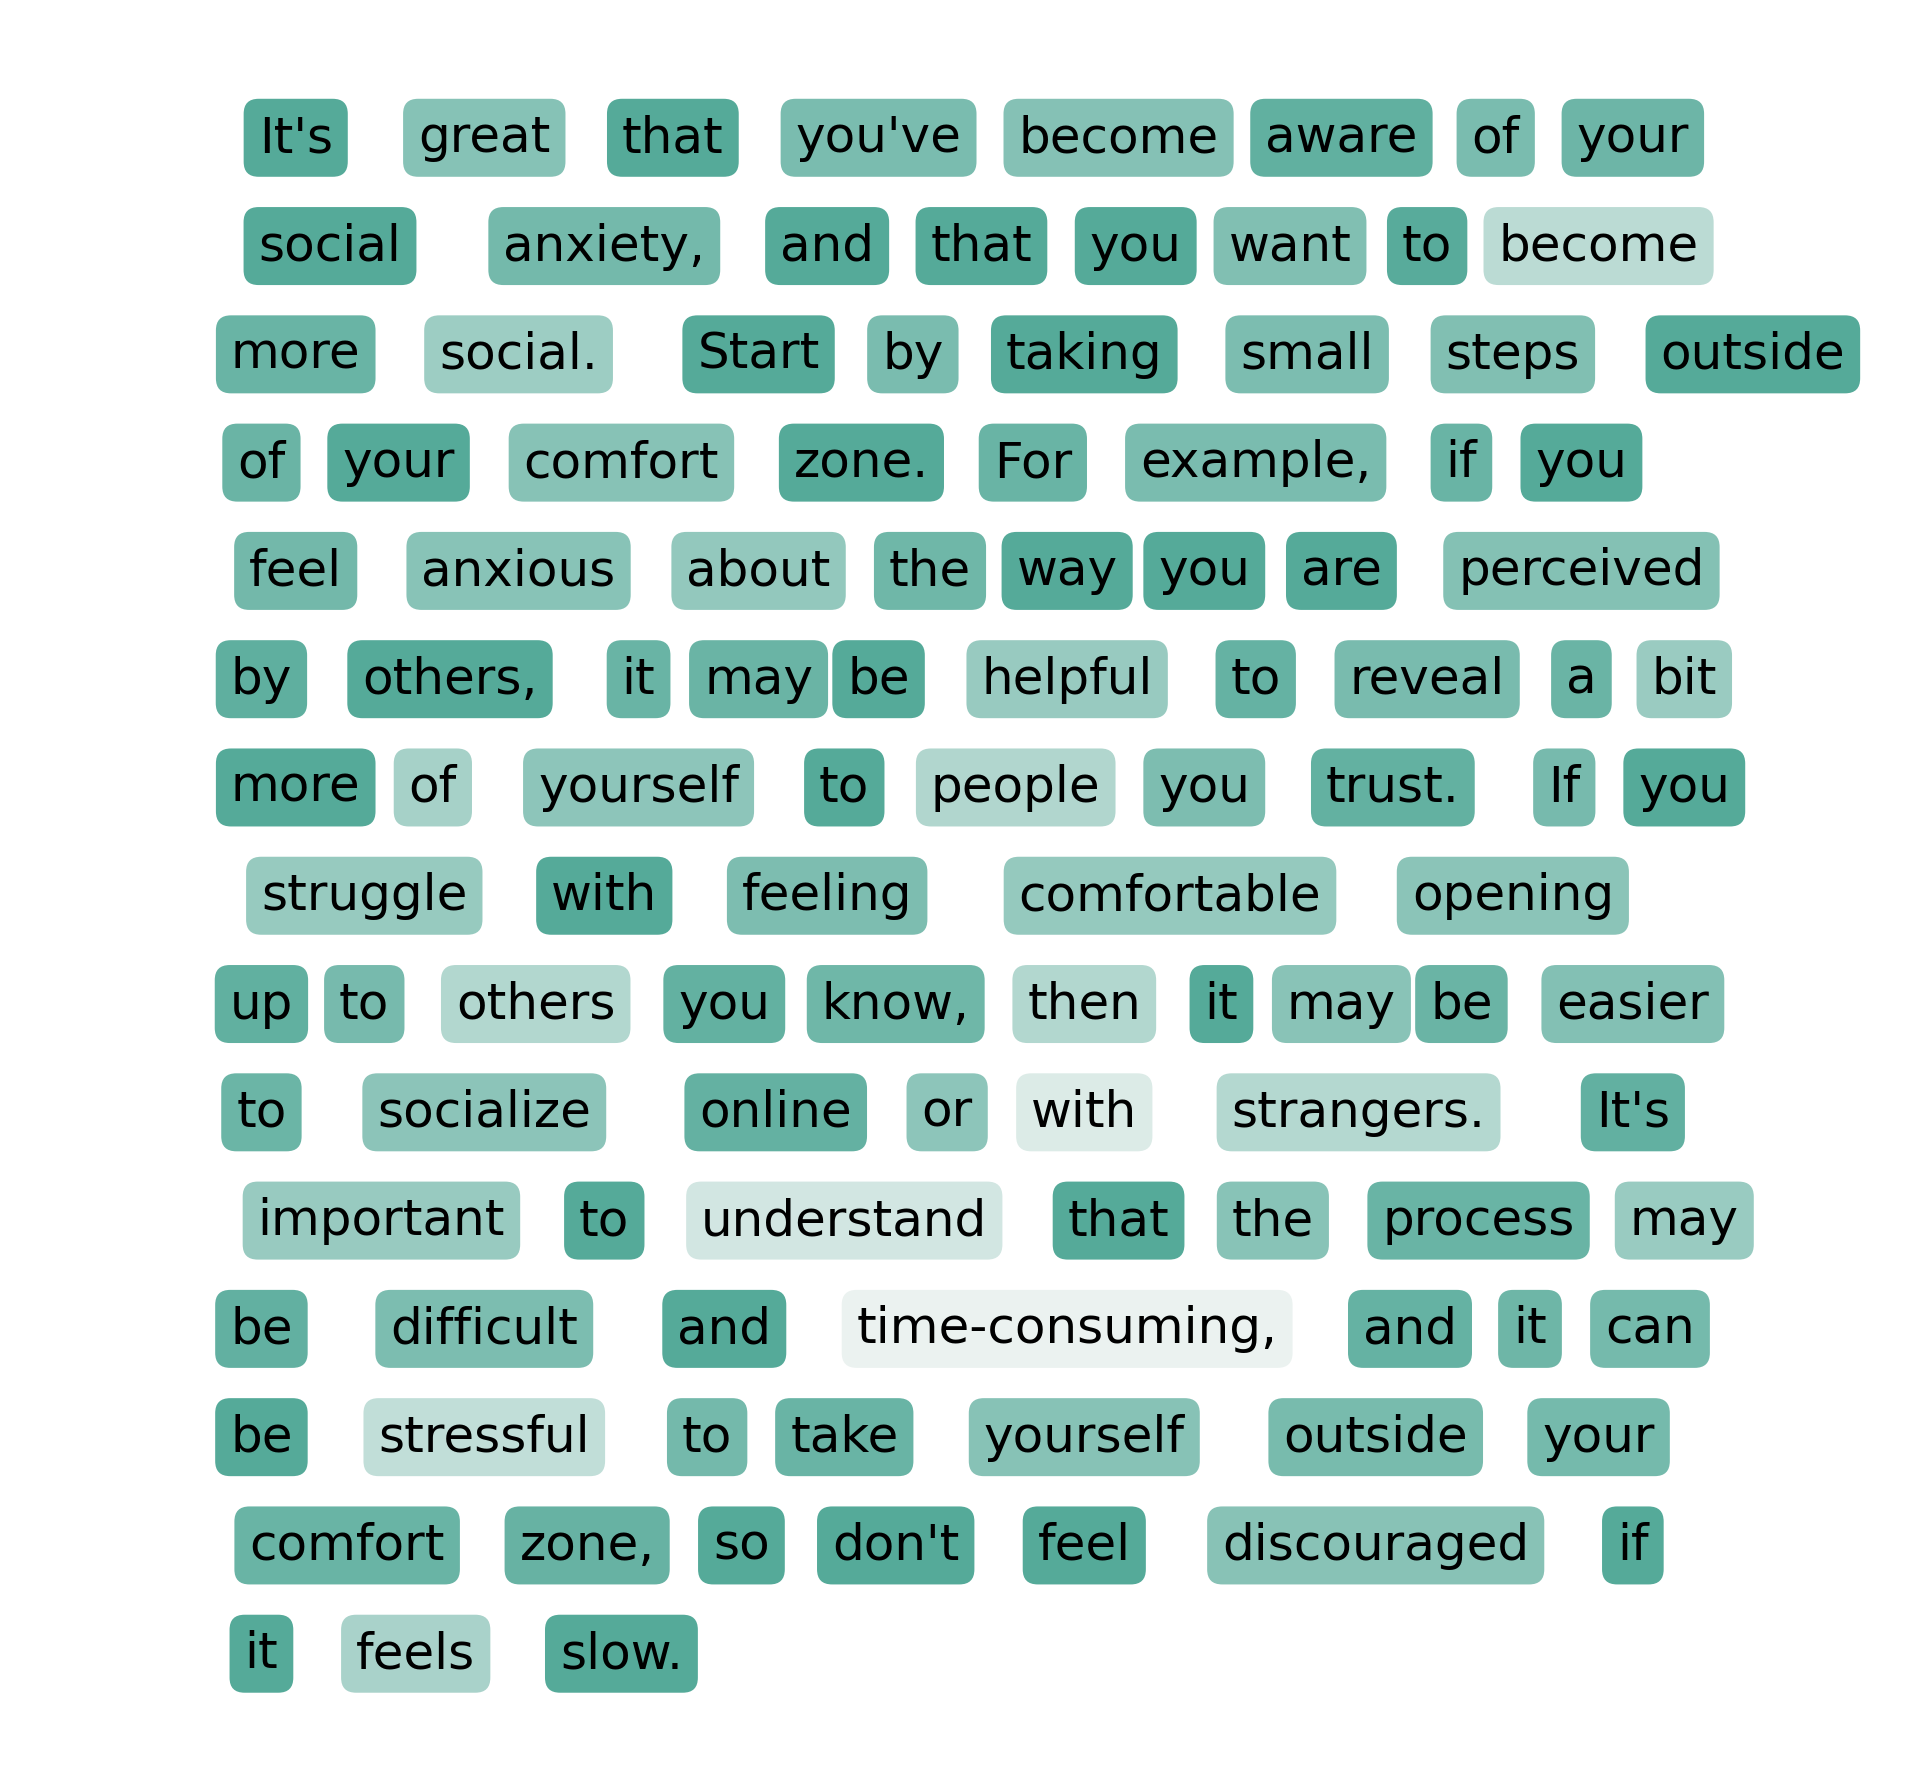 It's great that you've become aware of your
social anxiety, and that you want to become
more social. Start by taking small steps outside
of your comfort zone. For example, if you
feel anxious about the way you are perceived
by others, it may be helpful to reveal a bit
more of yourself to people you trust. If you
struggle with feeling comfortable opening
up to others you know, then it may be easier
to socialize online or with strangers. It's
important to understand that the process may
be difficult and time-consuming, and it can
be stressful to take yourself outside your
comfort zone, so don't feel discouraged if
it feels slow.